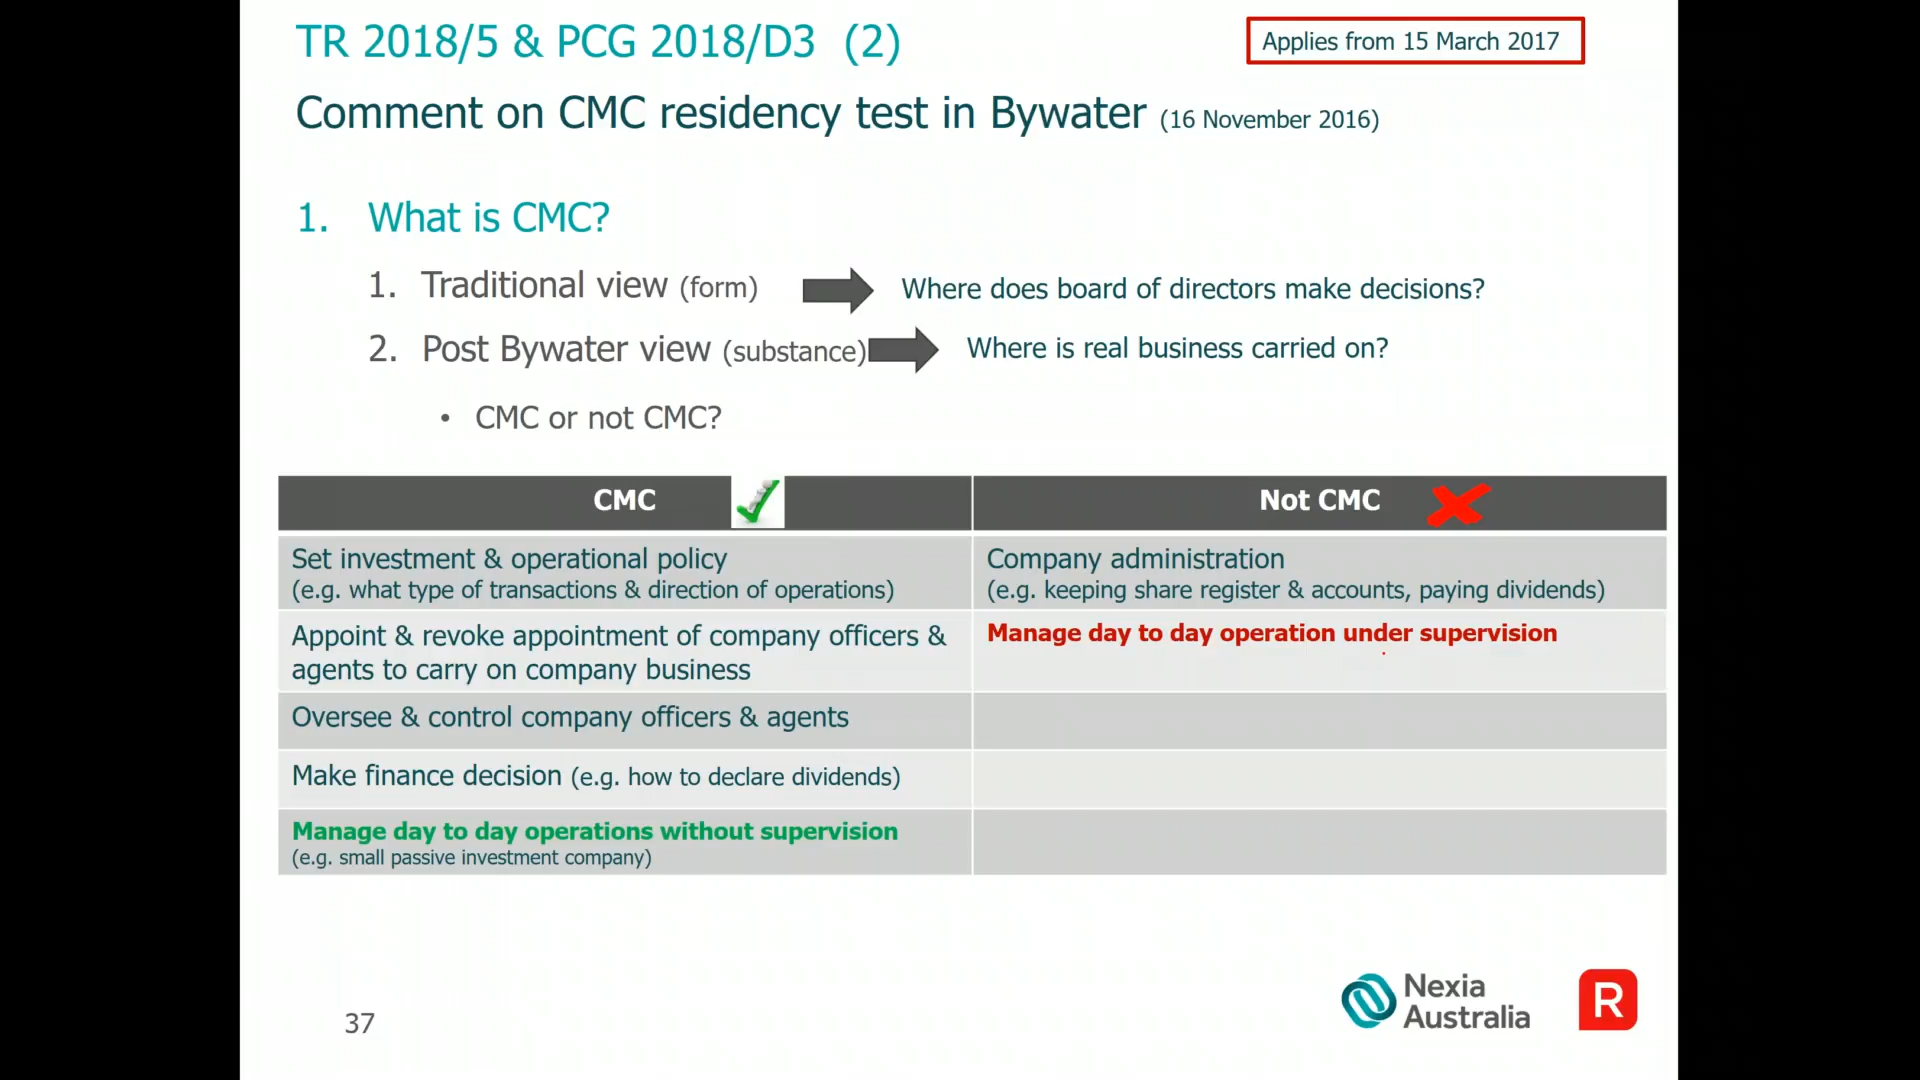 TR 2018/5 & PCG 2018/D3 (2)
Applies from 15 March 2017
Comment on CMC residency test in Bywater (16 November 2016)
1. What is CMC?
1. Traditional view (form)
Where does board of directors make decisions?
2. Post Bywater view (substance)
Where is real business carried on?
• CMC or not CMC?
CMC
Not CMC
Set investment & operational policy
(e.g. what type of transactions & direction of operations)
Company administration
(e.g. keeping share register & accounts, paying dividends)
Appoint & revoke appointment of company officers &
agents to carry on company business
Manage day to day operation under supervision
Oversee & control company officers & agents
Make finance decision (e.g. how to declare dividends)
Manage day to day operations without supervision
(e.g. small passive investment company)
37
Nexia
Australia
R